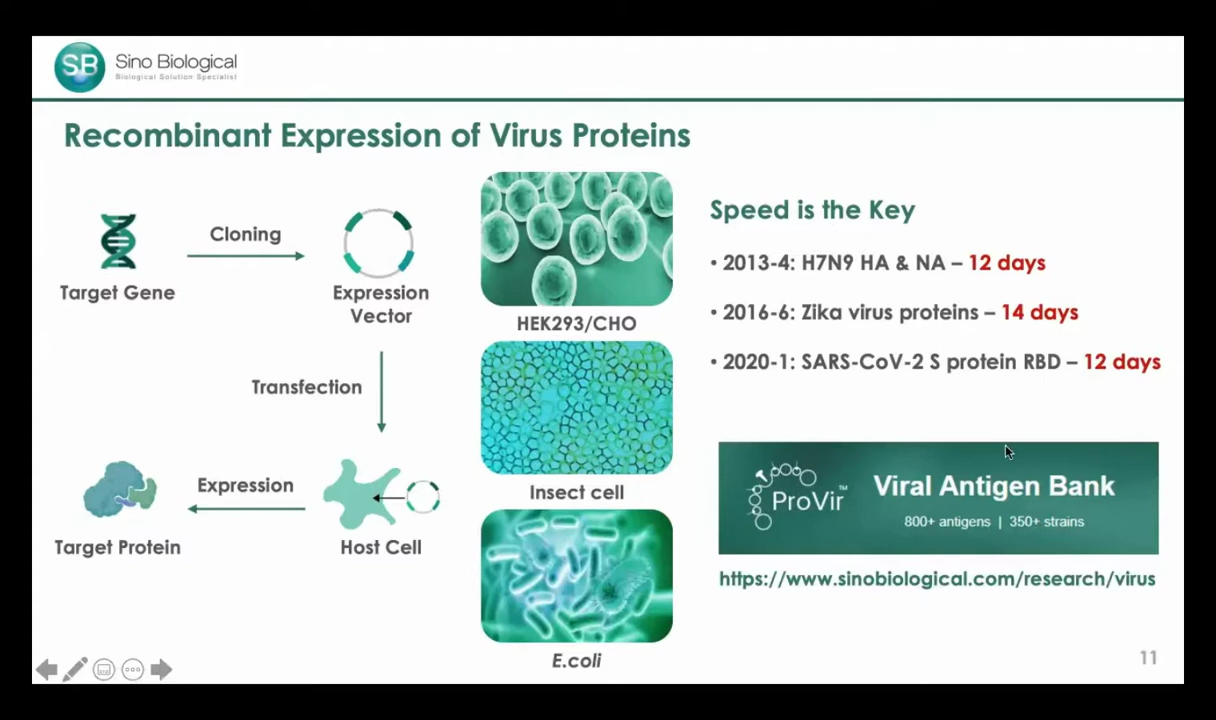 SB
Sino Biological
Biological Solution Specialist
Recombinant Expression of Virus Proteins
Target Gene
Cloning
Expression
Vector
Transfection
Host Cell
Expression
Target Protein
HEK293/CHO
Insect cell
E.coli
Speed is the Key
• 2013-4: H7N9 HA & NA – 12 days
• 2016-6: Zika virus proteins – 14 days
• 2020-1: SARS-CoV-2 S protein RBD – 12 days
ProVir™
Viral Antigen Bank
800+ antigens | 350+ strains
https://www.sinobiological.com/research/virus
11